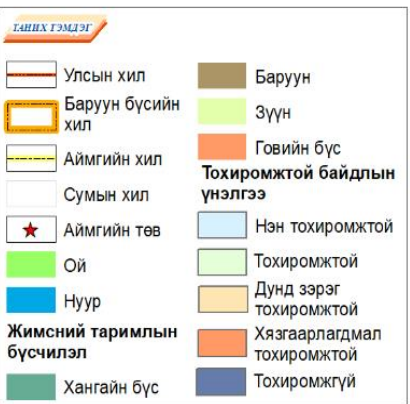 ТАНИХ ТЭМДЭГ
Улсын хил
Баруун бүсийн
хил
Аймгийн хил
Сумын хил
Аймгийн төв
Ой
Нуур
Жимсний таримлын
бүсчилэл
Хангайн бүс
Баруун
Зүүн
Говийн бүс
Тохиромжтой байдлын
үнэлгээ
Нэн тохиромжтой
Тохиромжтой
Дунд зэрэг
тохиромжтой
Хязгаарлагдмал
тохиромжтой
Тохиромжгүй